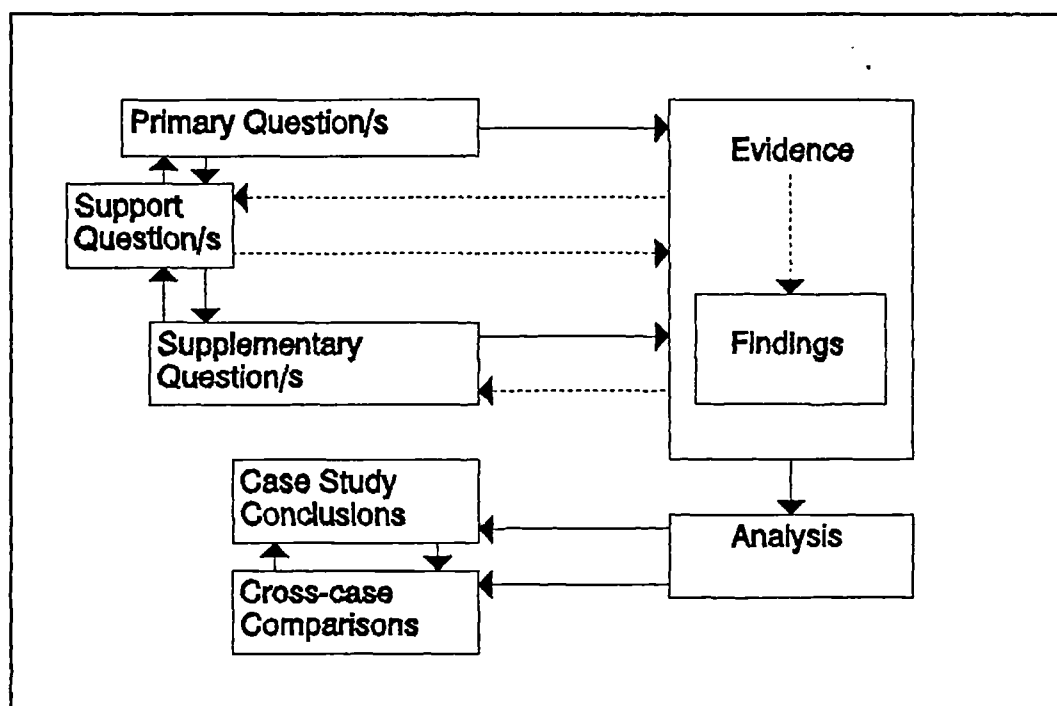 Primary Question/s
Evidence
Support
Question/s
Supplementary
Question/s
Findings
Case Study
Conclusions
Analysis
Cross-case
Comparisons